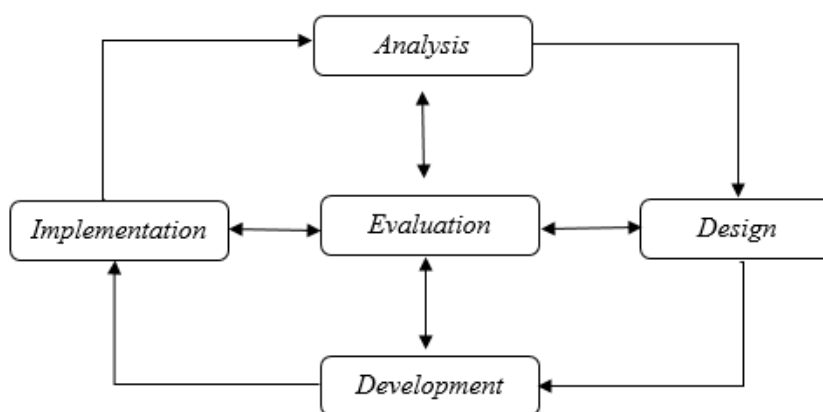 Analysis
Implementation
Evaluation
Design
Development